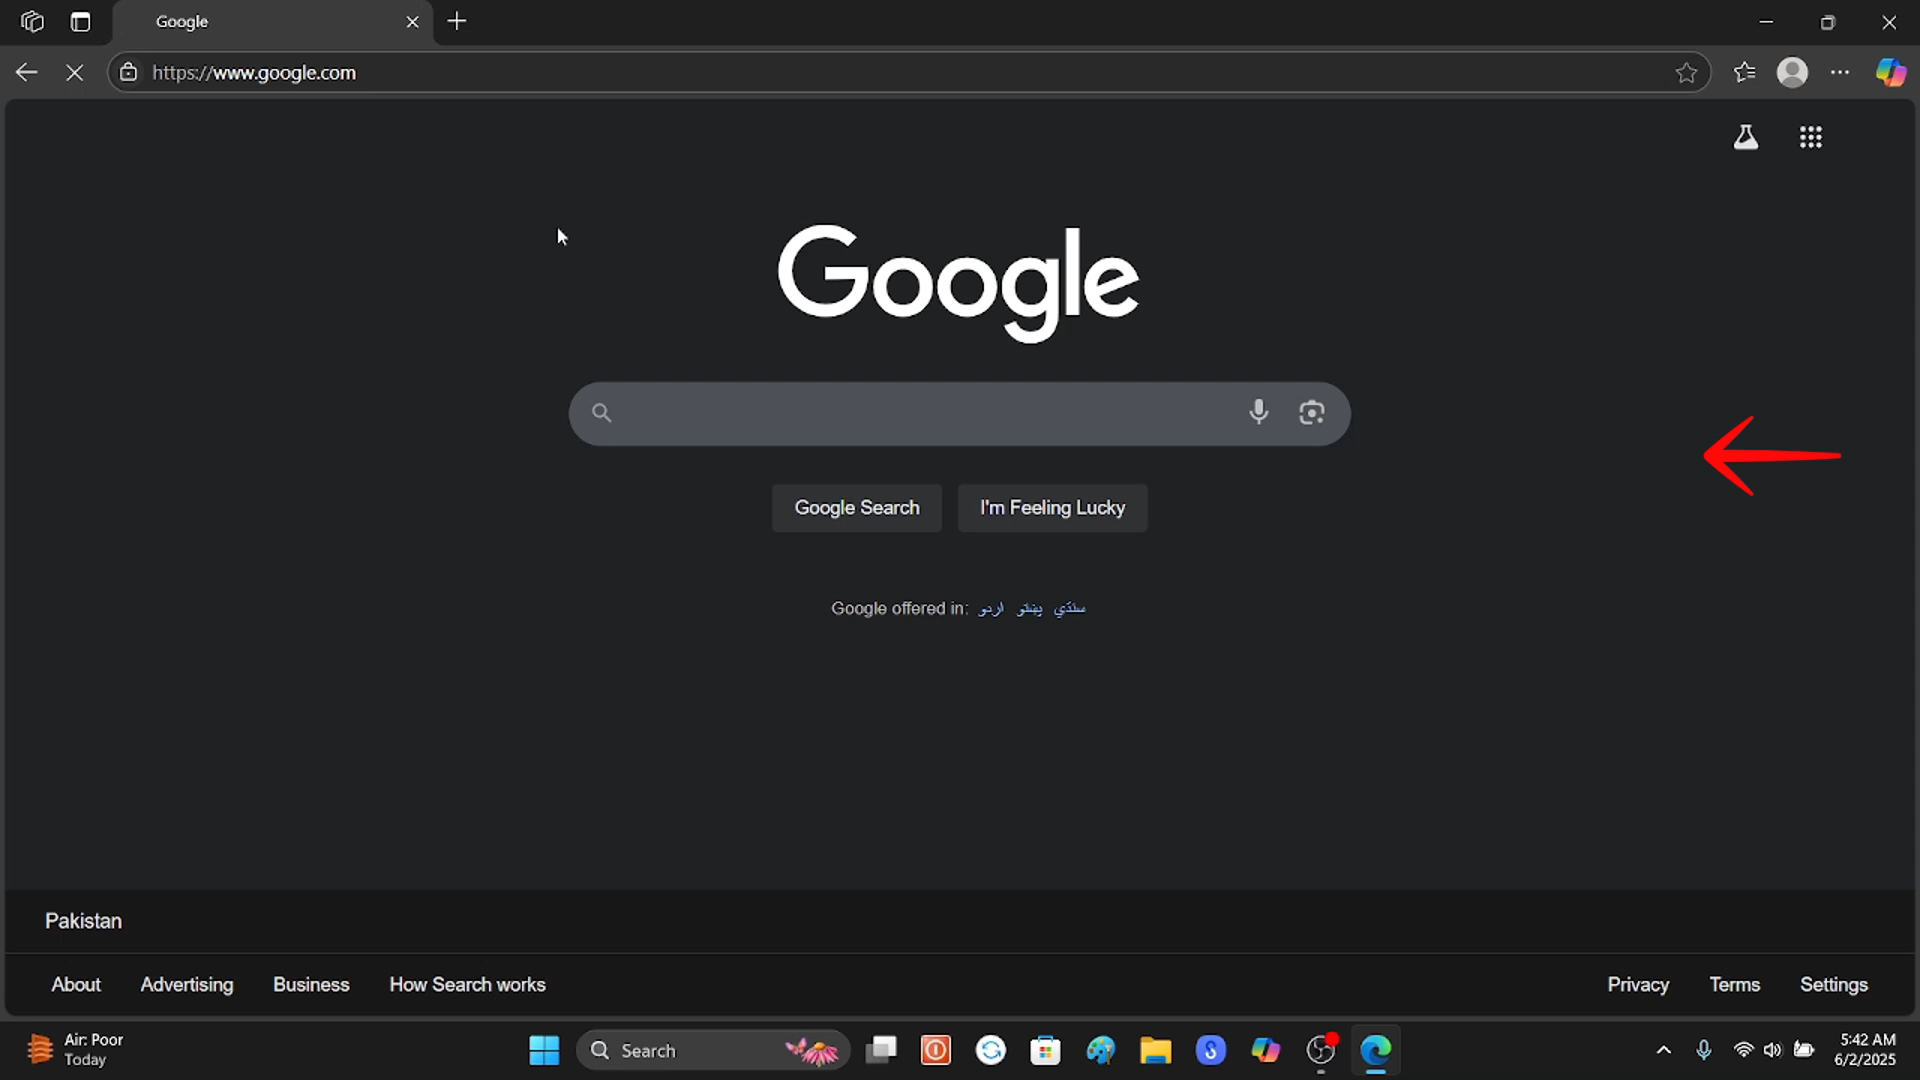 Google
https://www.google.com
Google
Google Search
I'm Feeling Lucky
Google offered in: اردو پښتو سنڌي
Pakistan
About Advertising Business How Search works Privacy Terms Settings
Air: Poor
Today
Search
5:42 AM
6/2/2025